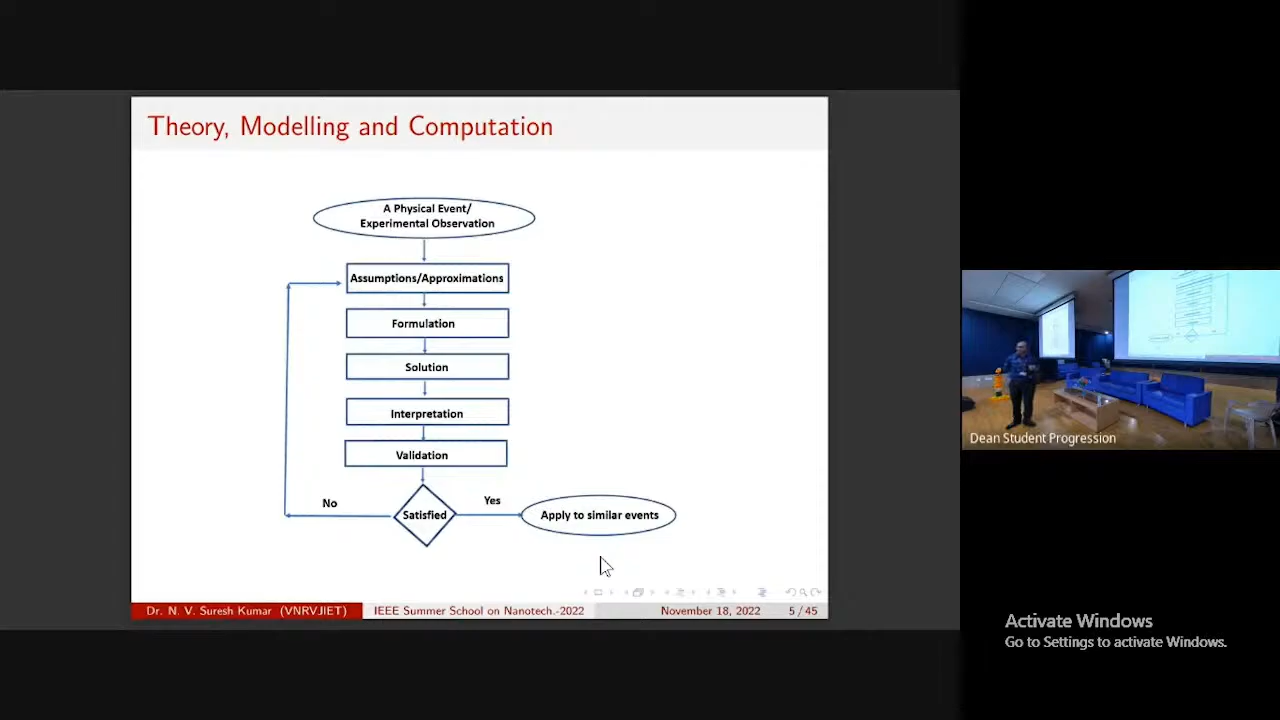 Theory, Modelling and Computation
A Physical Event/
Experimental Observation
Assumptions/Approximations
Formulation
Solution
Interpretation
Validation
Satisfied
No
Yes
Apply to similar events
Dr. N. V. Suresh Kumar (VNRVJIET)
IEEE Summer School on Nanotech.-2022
November 18, 2022
5 / 45
Dean Student Progression
Activate Windows
Go to Settings to activate Windows.